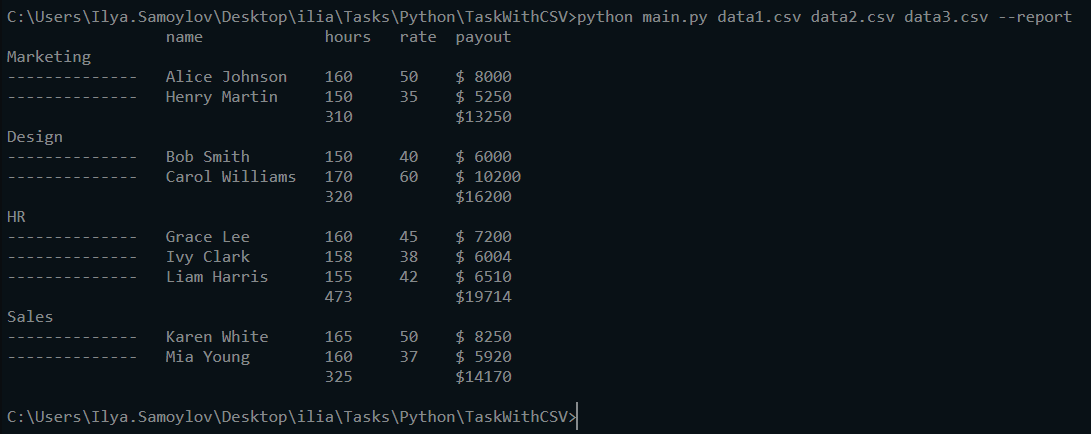 C:\Users\Ilya.Samoylov\Desktop\ilia\Tasks\Python\TaskWithCSV>python main.py data1.csv data2.csv data3.csv --report
                 name             hours   rate  payout
Marketing
--------------   Alice Johnson    160     50    $ 8000
--------------   Henry Martin     150     35    $ 5250
                                  310           $13250
Design
--------------   Bob Smith        150     40    $ 6000
--------------   Carol Williams   170     60    $ 10200
                                  320           $16200
HR
--------------   Grace Lee        160     45    $ 7200
--------------   Ivy Clark        158     38    $ 6004
--------------   Liam Harris      155     42    $ 6510
                                  473           $19714
Sales
--------------   Karen White      165     50    $ 8250
--------------   Mia Young        160     37    $ 5920
                                  325           $14170
C:\Users\Ilya.Samoylov\Desktop\ilia\Tasks\Python\TaskWithCSV>